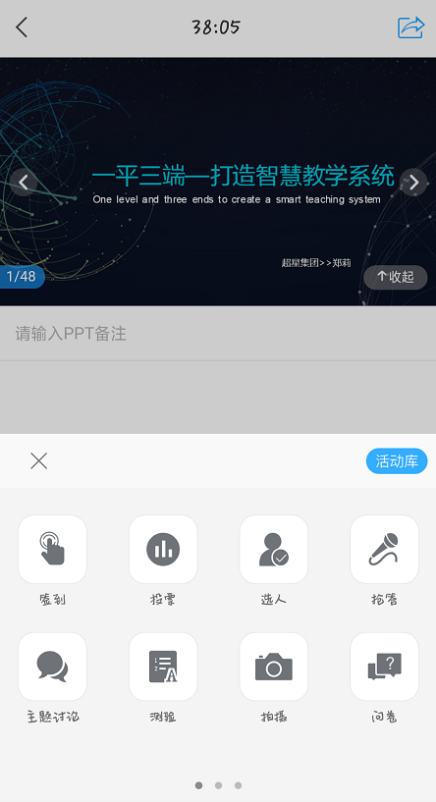 38:05
一平三端—打造智慧教学系统
One level and three ends to create a smart teaching system
超星集团>>郑莉
1/48
个收起
请输入PPT备注
活动库
签到 投票 选人 抢答
主题讨论 测验 拍摄 问卷
1
2
A
?